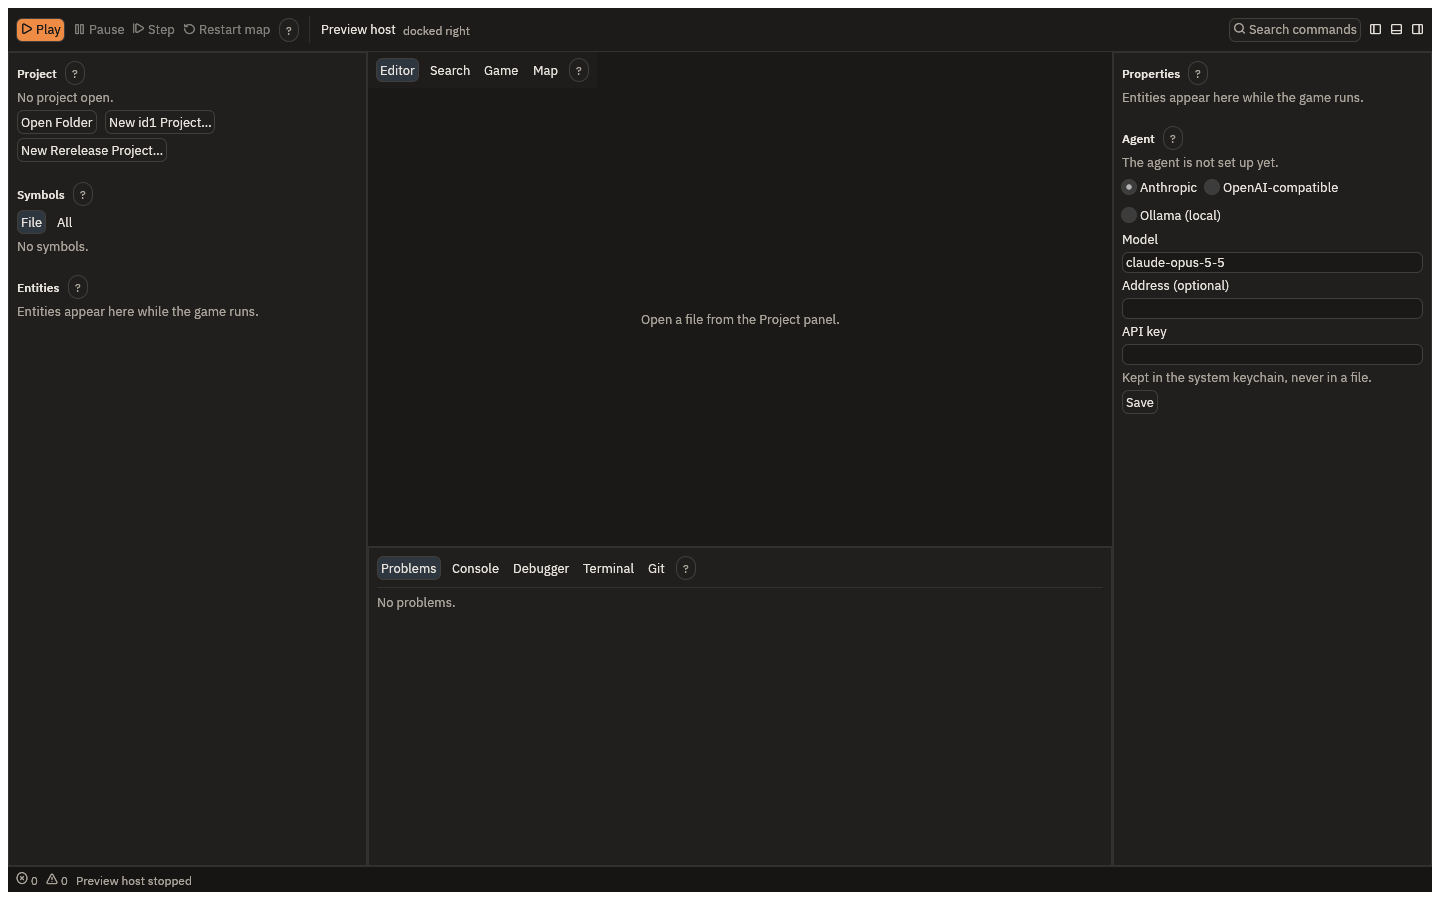 Play Pause Step Restart map ? Preview host docked right Search commands
Project ?
No project open.
Open Folder New id1 Project...
New Rerelease Project...
Symbols ?
File All
No symbols.
Entities ?
Entities appear here while the game runs.
Editor Search Game Map ?
Open a file from the Project panel.
Problems Console Debugger Terminal Git ?
No problems.
Properties ?
Entities appear here while the game runs.
Agent ?
The agent is not set up yet.
Anthropic OpenAI-compatible
Ollama (local)
Model
claude-opus-5-5
Address (optional)
API key
Kept in the system keychain, never in a file.
Save
0 0 Preview host stopped